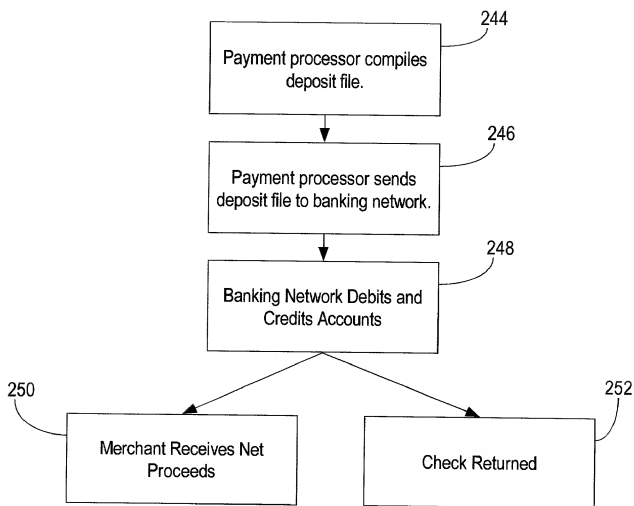 244
Payment processor compiles
deposit file.
246
Payment processor sends
deposit file to banking network.
248
Banking Network Debits and
Credits Accounts
250
Merchant Receives Net
Proceeds
252
Check Returned